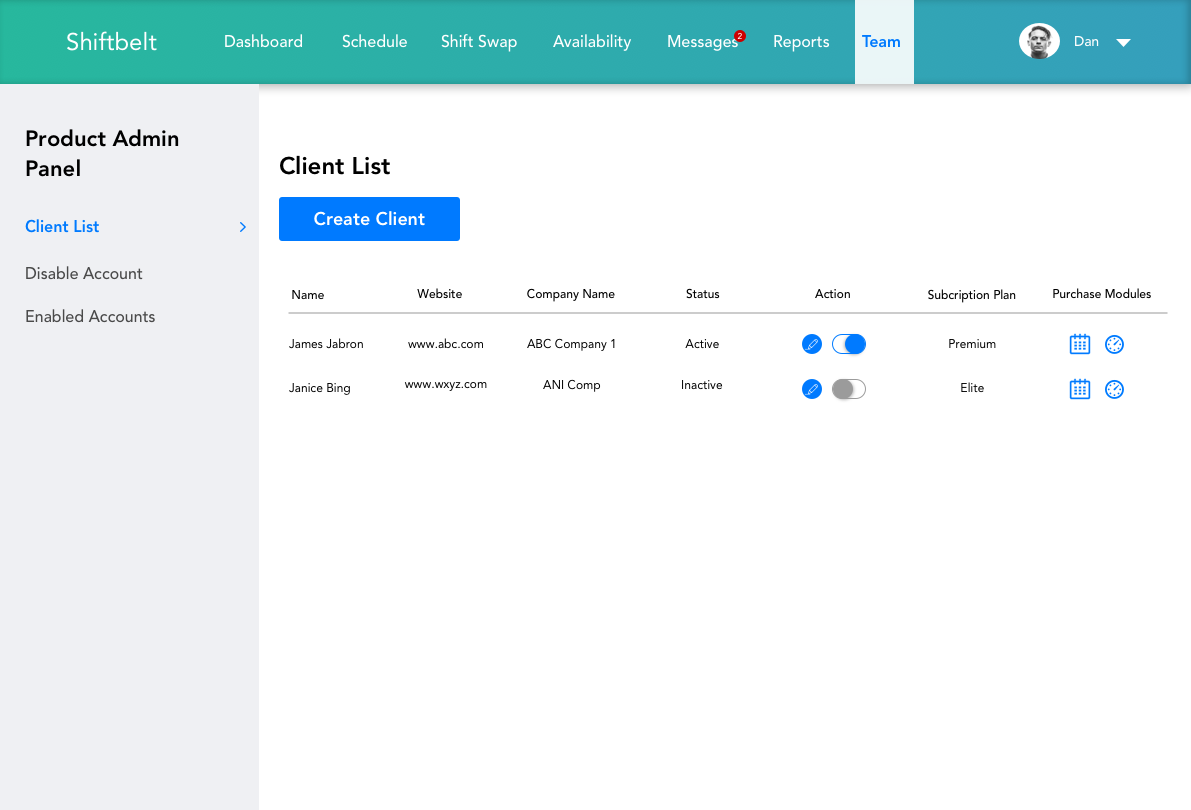 Shiftbelt Dashboard Schedule Shift Swap Availability Messages 2 Reports Team Dan
Product Admin
Panel
Client List
Disable Account
Enabled Accounts
Client List
Create Client
Name Website Company Name Status Action Subcription Plan Purchase Modules
James Jabron www.abc.com ABC Company 1 Active Premium
Janice Bing www.wxyz.com ANI Comp Inactive Elite